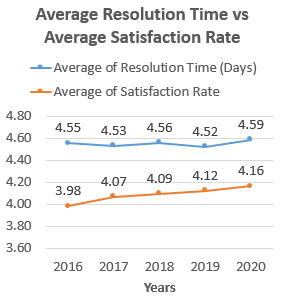 Average Resolution Time vs
Average Satisfaction Rate
Average of Resolution Time (Days)
Average of Satisfaction Rate
4.80
4.60
4.40
4.20
4.00
3.80
3.60
4.55 4.53 4.56 4.52 4.59
3.98 4.07 4.09 4.12 4.16
2016 2017 2018 2019 2020
Years